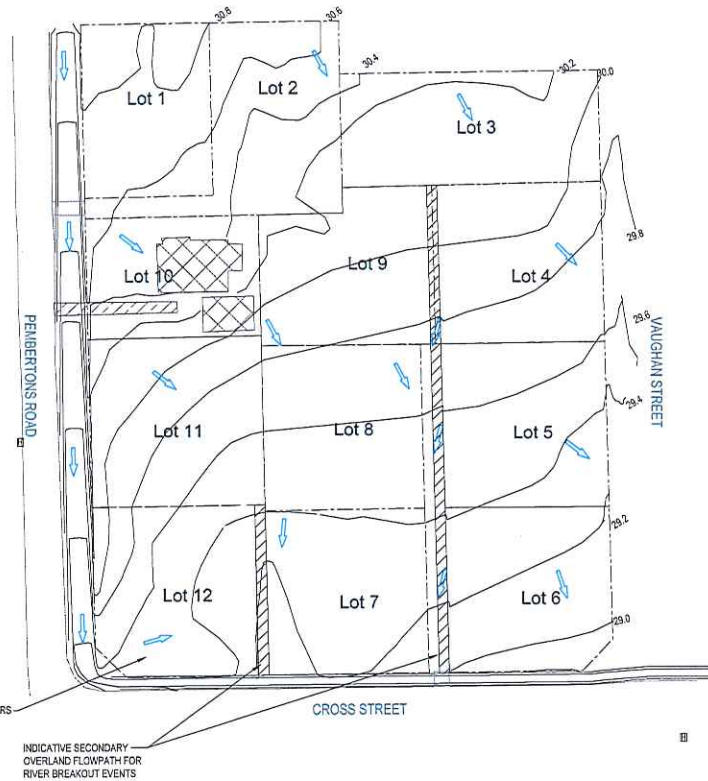 30.8
30.6
30.4
30.2
30.0
Lot 1
Lot 2
Lot 3
29.8
Lot 10
Lot 9
Lot 4
29.6
PEMBERTONS ROAD
VAUGHAN STREET
29.4
Lot 11
Lot 8
Lot 5
29.2
Lot 12
Lot 7
Lot 6
29.0
RS
CROSS STREET
INDICATIVE SECONDARY
OVERLAND FLOWPATH FOR
RIVER BREAKOUT EVENTS